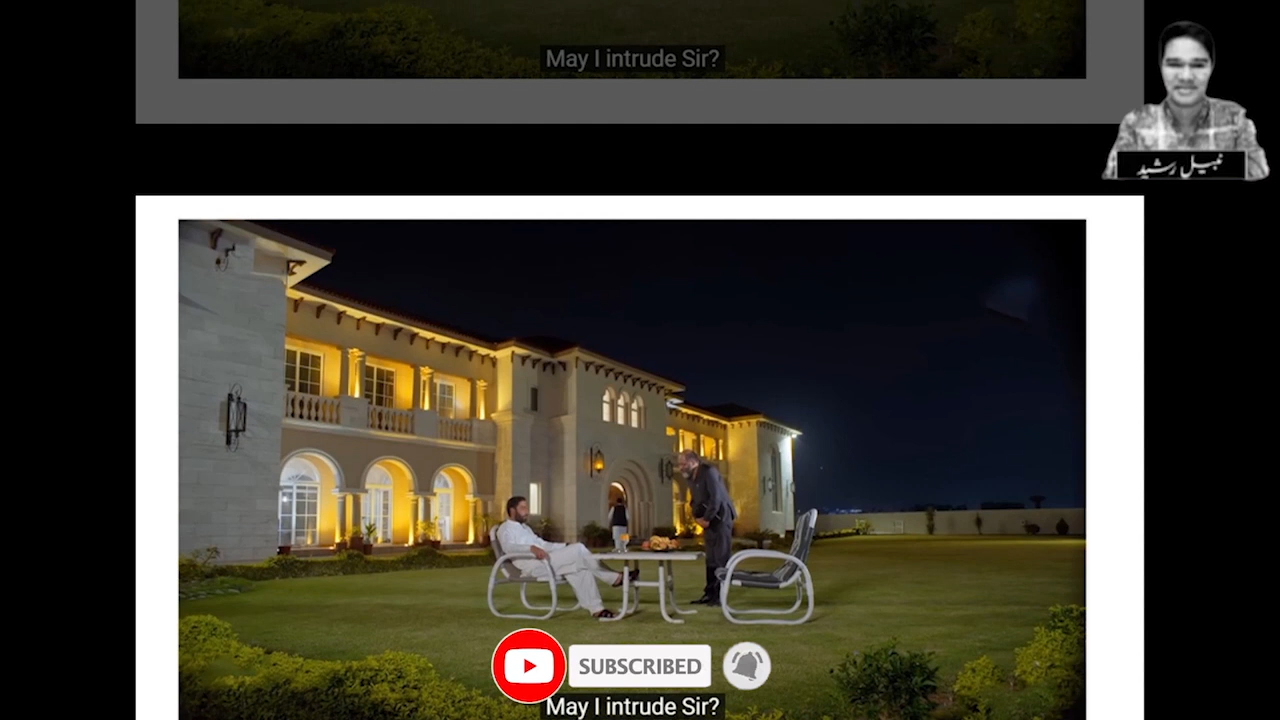 May I intrude Sir?
نبیل رشید
SUBSCRIBED
May I intrude Sir?